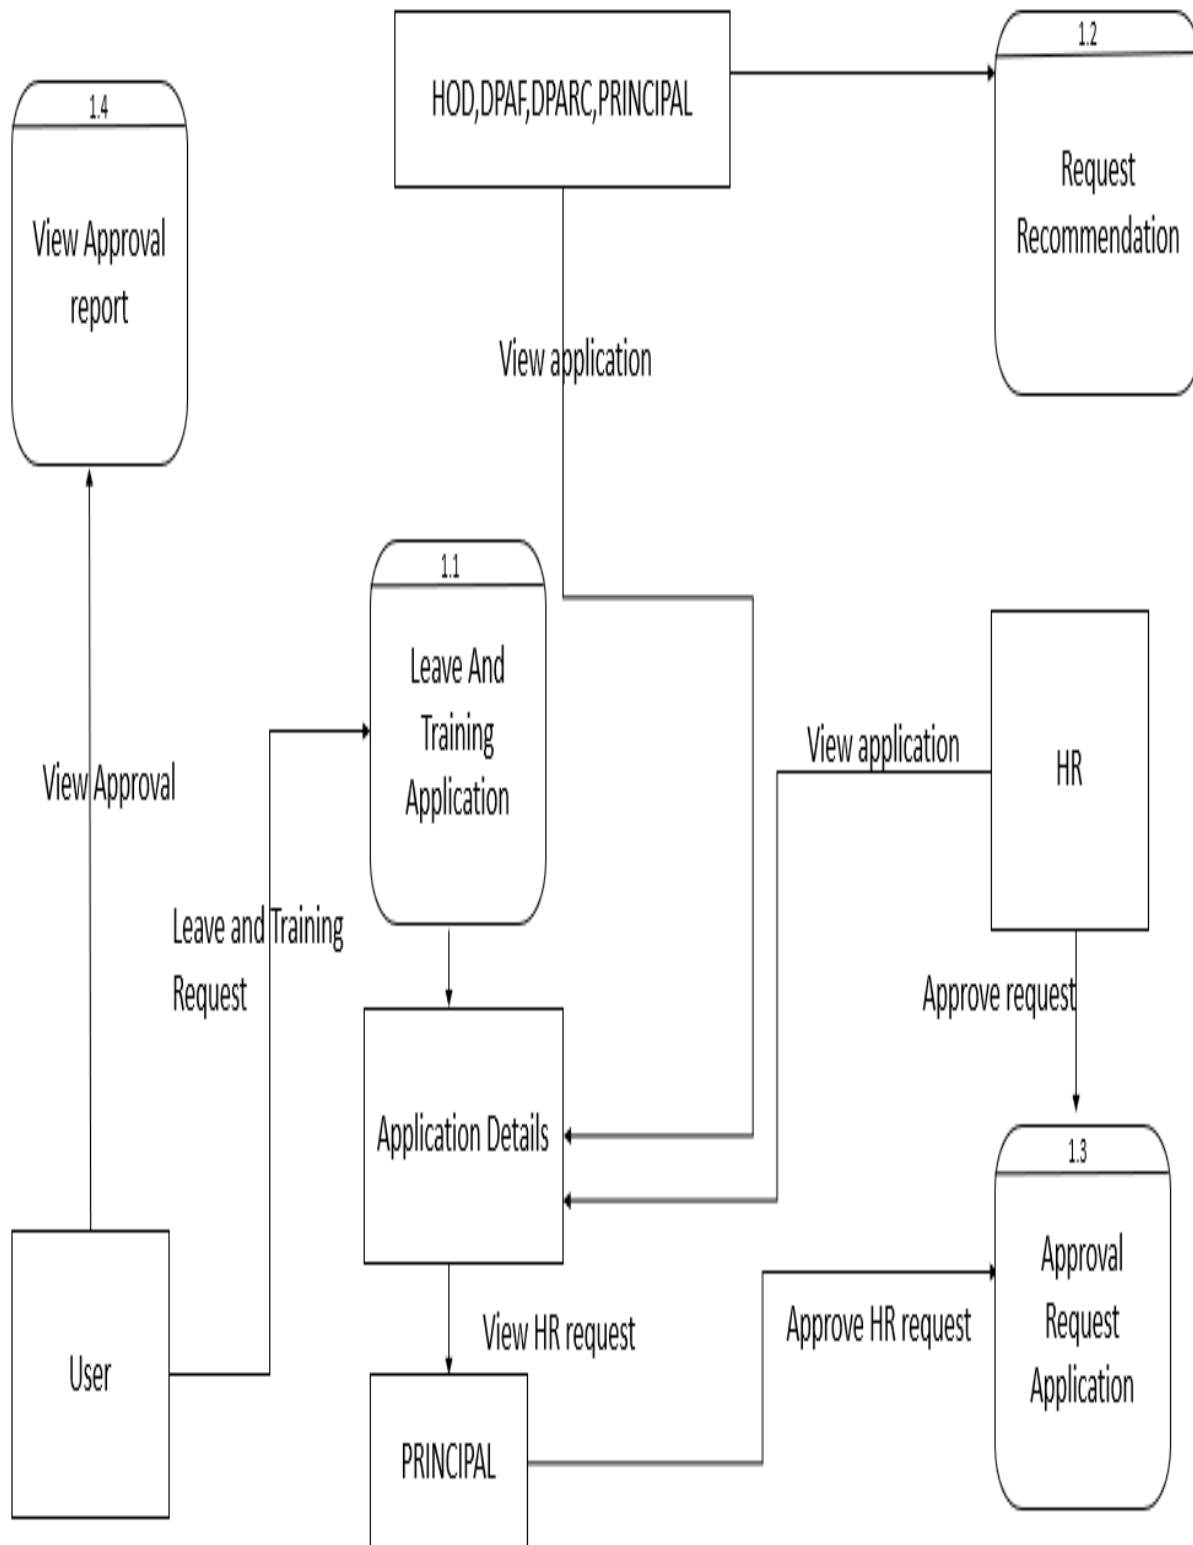 1.2
HOD,DPAF,DPARC,PRINCIPAL
1.4
Request
Recommendation
View Approval
report
View application
1.1
Leave And
Training
Application
View application
HR
View Approval
Leave and Training
Request
Approve request
Application Details
1.3
Approval
Request
Application
View HR request
Approve HR request
User
PRINCIPAL